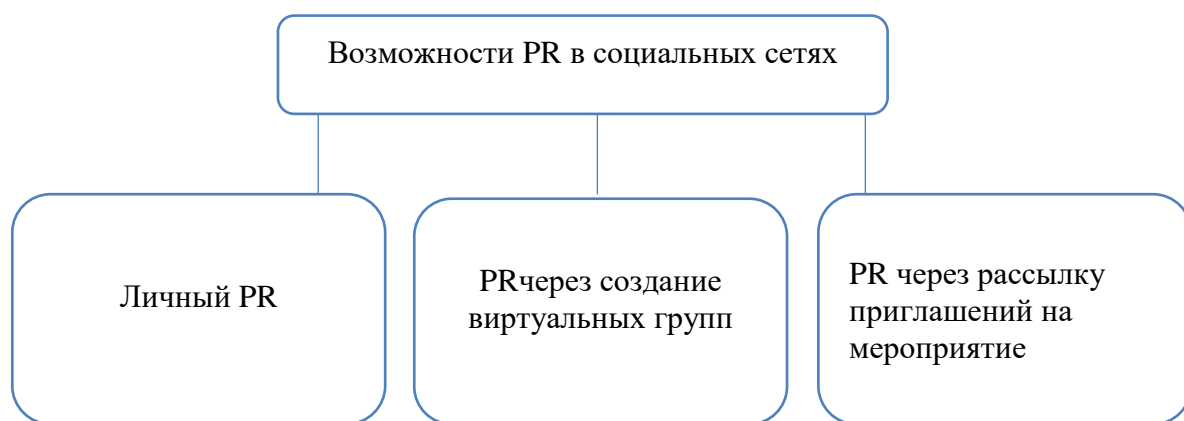 Возможности PR в социальных сетях
Личный PR
PRчерез создание
виртуальных групп
PR через рассылку
приглашений на
мероприятие